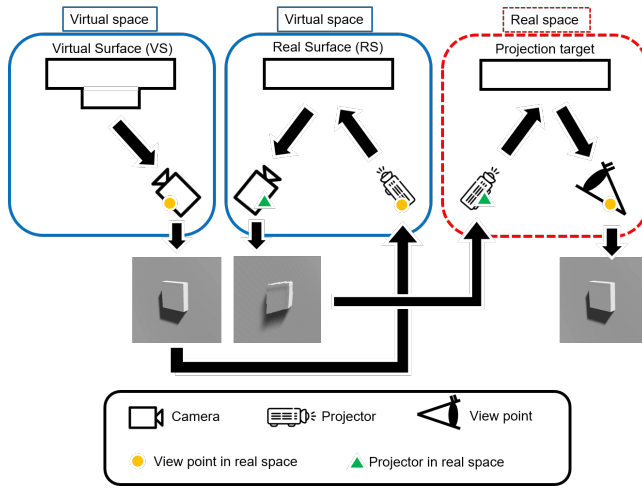 Virtual space
Virtual space
Real space
Virtual Surface (VS)
Real Surface (RS)
Projection target
Camera
Projector
View point
View point in real space
Projector in real space